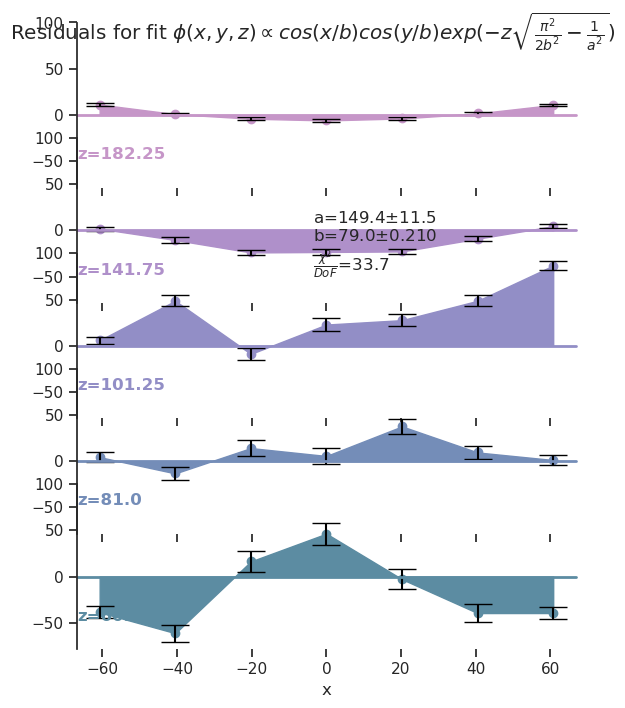 Residuals for fit ϕ(x, y, z) ∝ cos(x/b)cos(y/b)exp(−z√(π²/2b² − 1/a²))
100
50
0
100
z=182.25
−50
50
a=149.4±11.5
0
b=79.0±0.210
100
χ²/DoF=33.7
z=141.75
−50
50
0
100
z=101.25
−50
50
0
100
z=81.0
−50
50
0
−50
−60 −40 −20 0 20 40 60
x